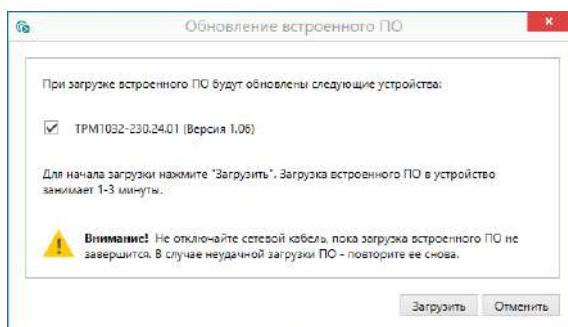 Обновление встроенного ПО
При загрузке встроенного ПО будут обновлены следующие устройства:
ТРМ1032-230.24.01 (Версия 1.06)
Для начала загрузки нажмите "Загрузить". Загрузка встроенного ПО в устройство
занимает 1-3 минуты.
Внимание! Не отключайте сетевой кабель, пока загрузка встроенного ПО не
завершится. В случае неудачной загрузки ПО - повторите ее снова.
Загрузить Отменить